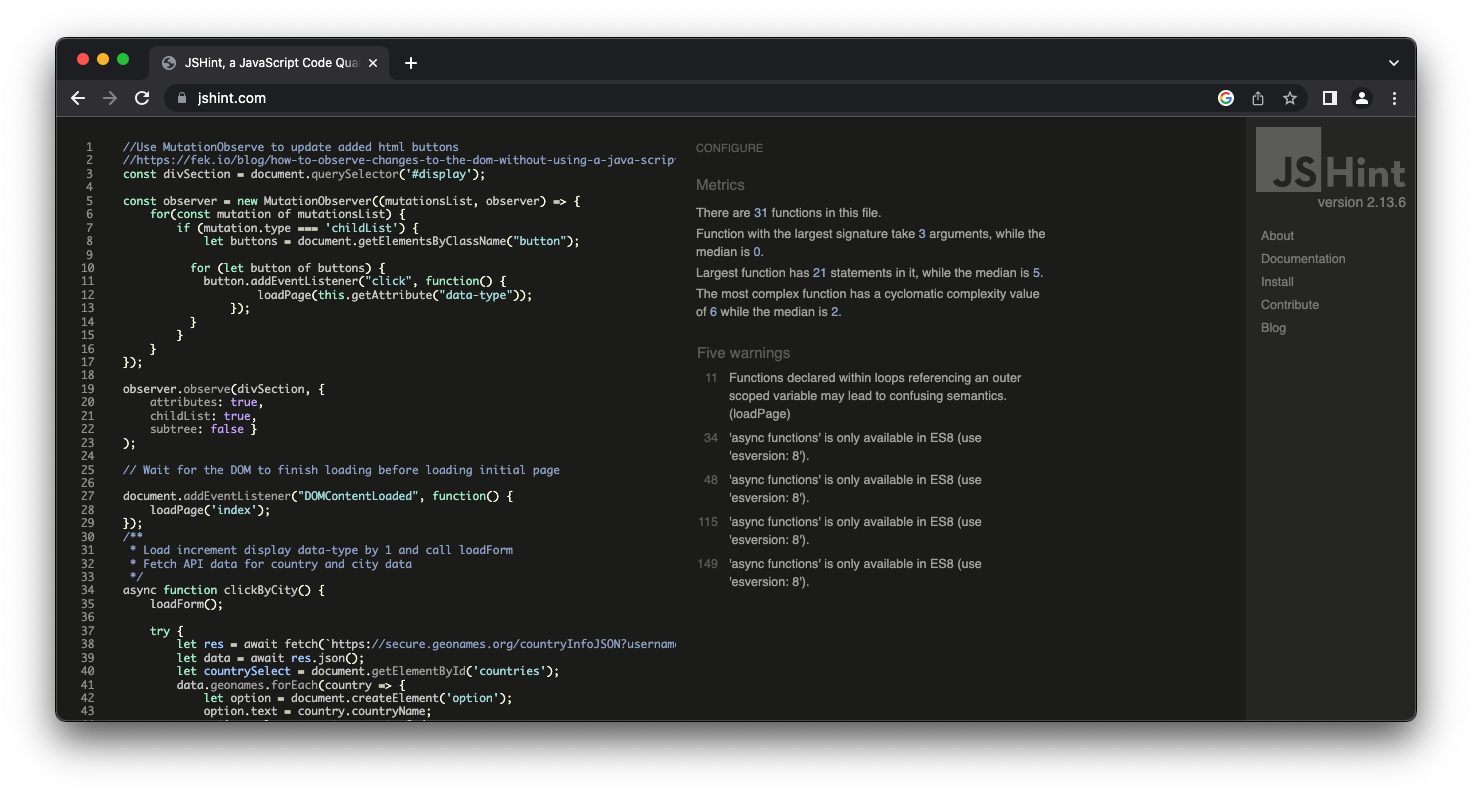 JSHint, a JavaScript Code Qua
jshint.com
1 //Use MutationObserve to update added html buttons
2 //https://fek.io/blog/how-to-observe-changes-to-the-dom-without-using-a-java-scrip
3 const divSection = document.querySelector('#display');
4
5 const observer = new MutationObserver((mutationsList, observer) => {
6 for(const mutation of mutationsList) {
7 if (mutation.type === 'childList') {
8 let buttons = document.getElementsByClassName("button");
9
10 for (let button of buttons) {
11 button.addEventListener("click", function() {
12 loadPage(this.getAttribute("data-type"));
13 });
14 }
15 }
16 }
17 });
18
19 observer.observe(divSection, {
20 attributes: true,
21 childList: true,
22 subtree: false }
23 );
24
25 // Wait for the DOM to finish loading before loading initial page
26
27 document.addEventListener("DOMContentLoaded", function() {
28 loadPage('index');
29 });
30 /**
31 * Load increment display data-type by 1 and call loadForm
32 * Fetch API data for country and city data
33 */
34 async function clickByCity() {
35 loadForm();
36
37 try {
38 let res = await fetch(`https://secure.geonames.org/countryInfoJSON?usernam
39 let data = await res.json();
40 let countrySelect = document.getElementById('countries');
41 data.geonames.forEach(country => {
42 let option = document.createElement('option');
43 option.text = country.countryName;
CONFIGURE
Metrics
There are 31 functions in this file.
Function with the largest signature take 3 arguments, while the
median is 0.
Largest function has 21 statements in it, while the median is 5.
The most complex function has a cyclomatic complexity value
of 6 while the median is 2.
Five warnings
11 Functions declared within loops referencing an outer
scoped variable may lead to confusing semantics.
(loadPage)
34 'async functions' is only available in ES8 (use
'esversion: 8').
48 'async functions' is only available in ES8 (use
'esversion: 8').
115 'async functions' is only available in ES8 (use
'esversion: 8').
149 'async functions' is only available in ES8 (use
'esversion: 8').
JSHint
version 2.13.6
About
Documentation
Install
Contribute
Blog